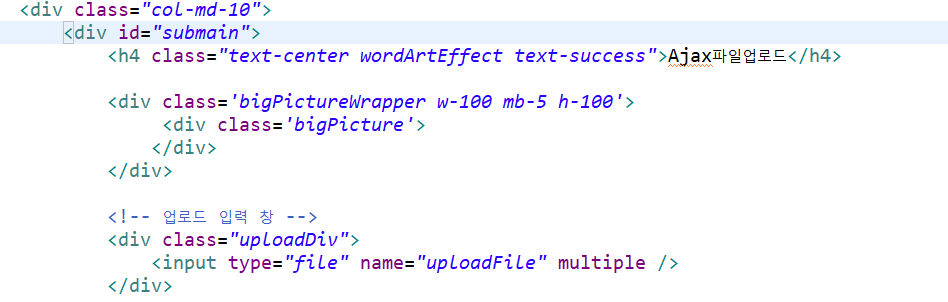 <div class="col-md-10">
<div id="submain">
<h4 class="text-center wordArtEffect text-success">Ajax파일업로드</h4>
<div class='bigPictureWrapper w-100 mb-5 h-100'>
<div class='bigPicture'>
</div>
</div>
<!-- 업로드 입력 창 -->
<div class="uploadDiv">
<input type="file" name="uploadFile" multiple />
</div>